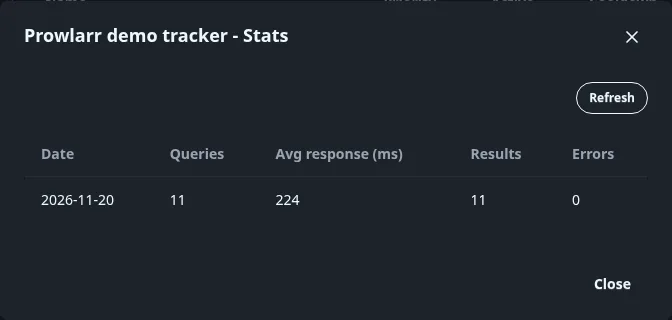 Prowlarr demo tracker - Stats
Refresh
Date Queries Avg response (ms) Results Errors
2026-11-20 11 224 11 0
Close